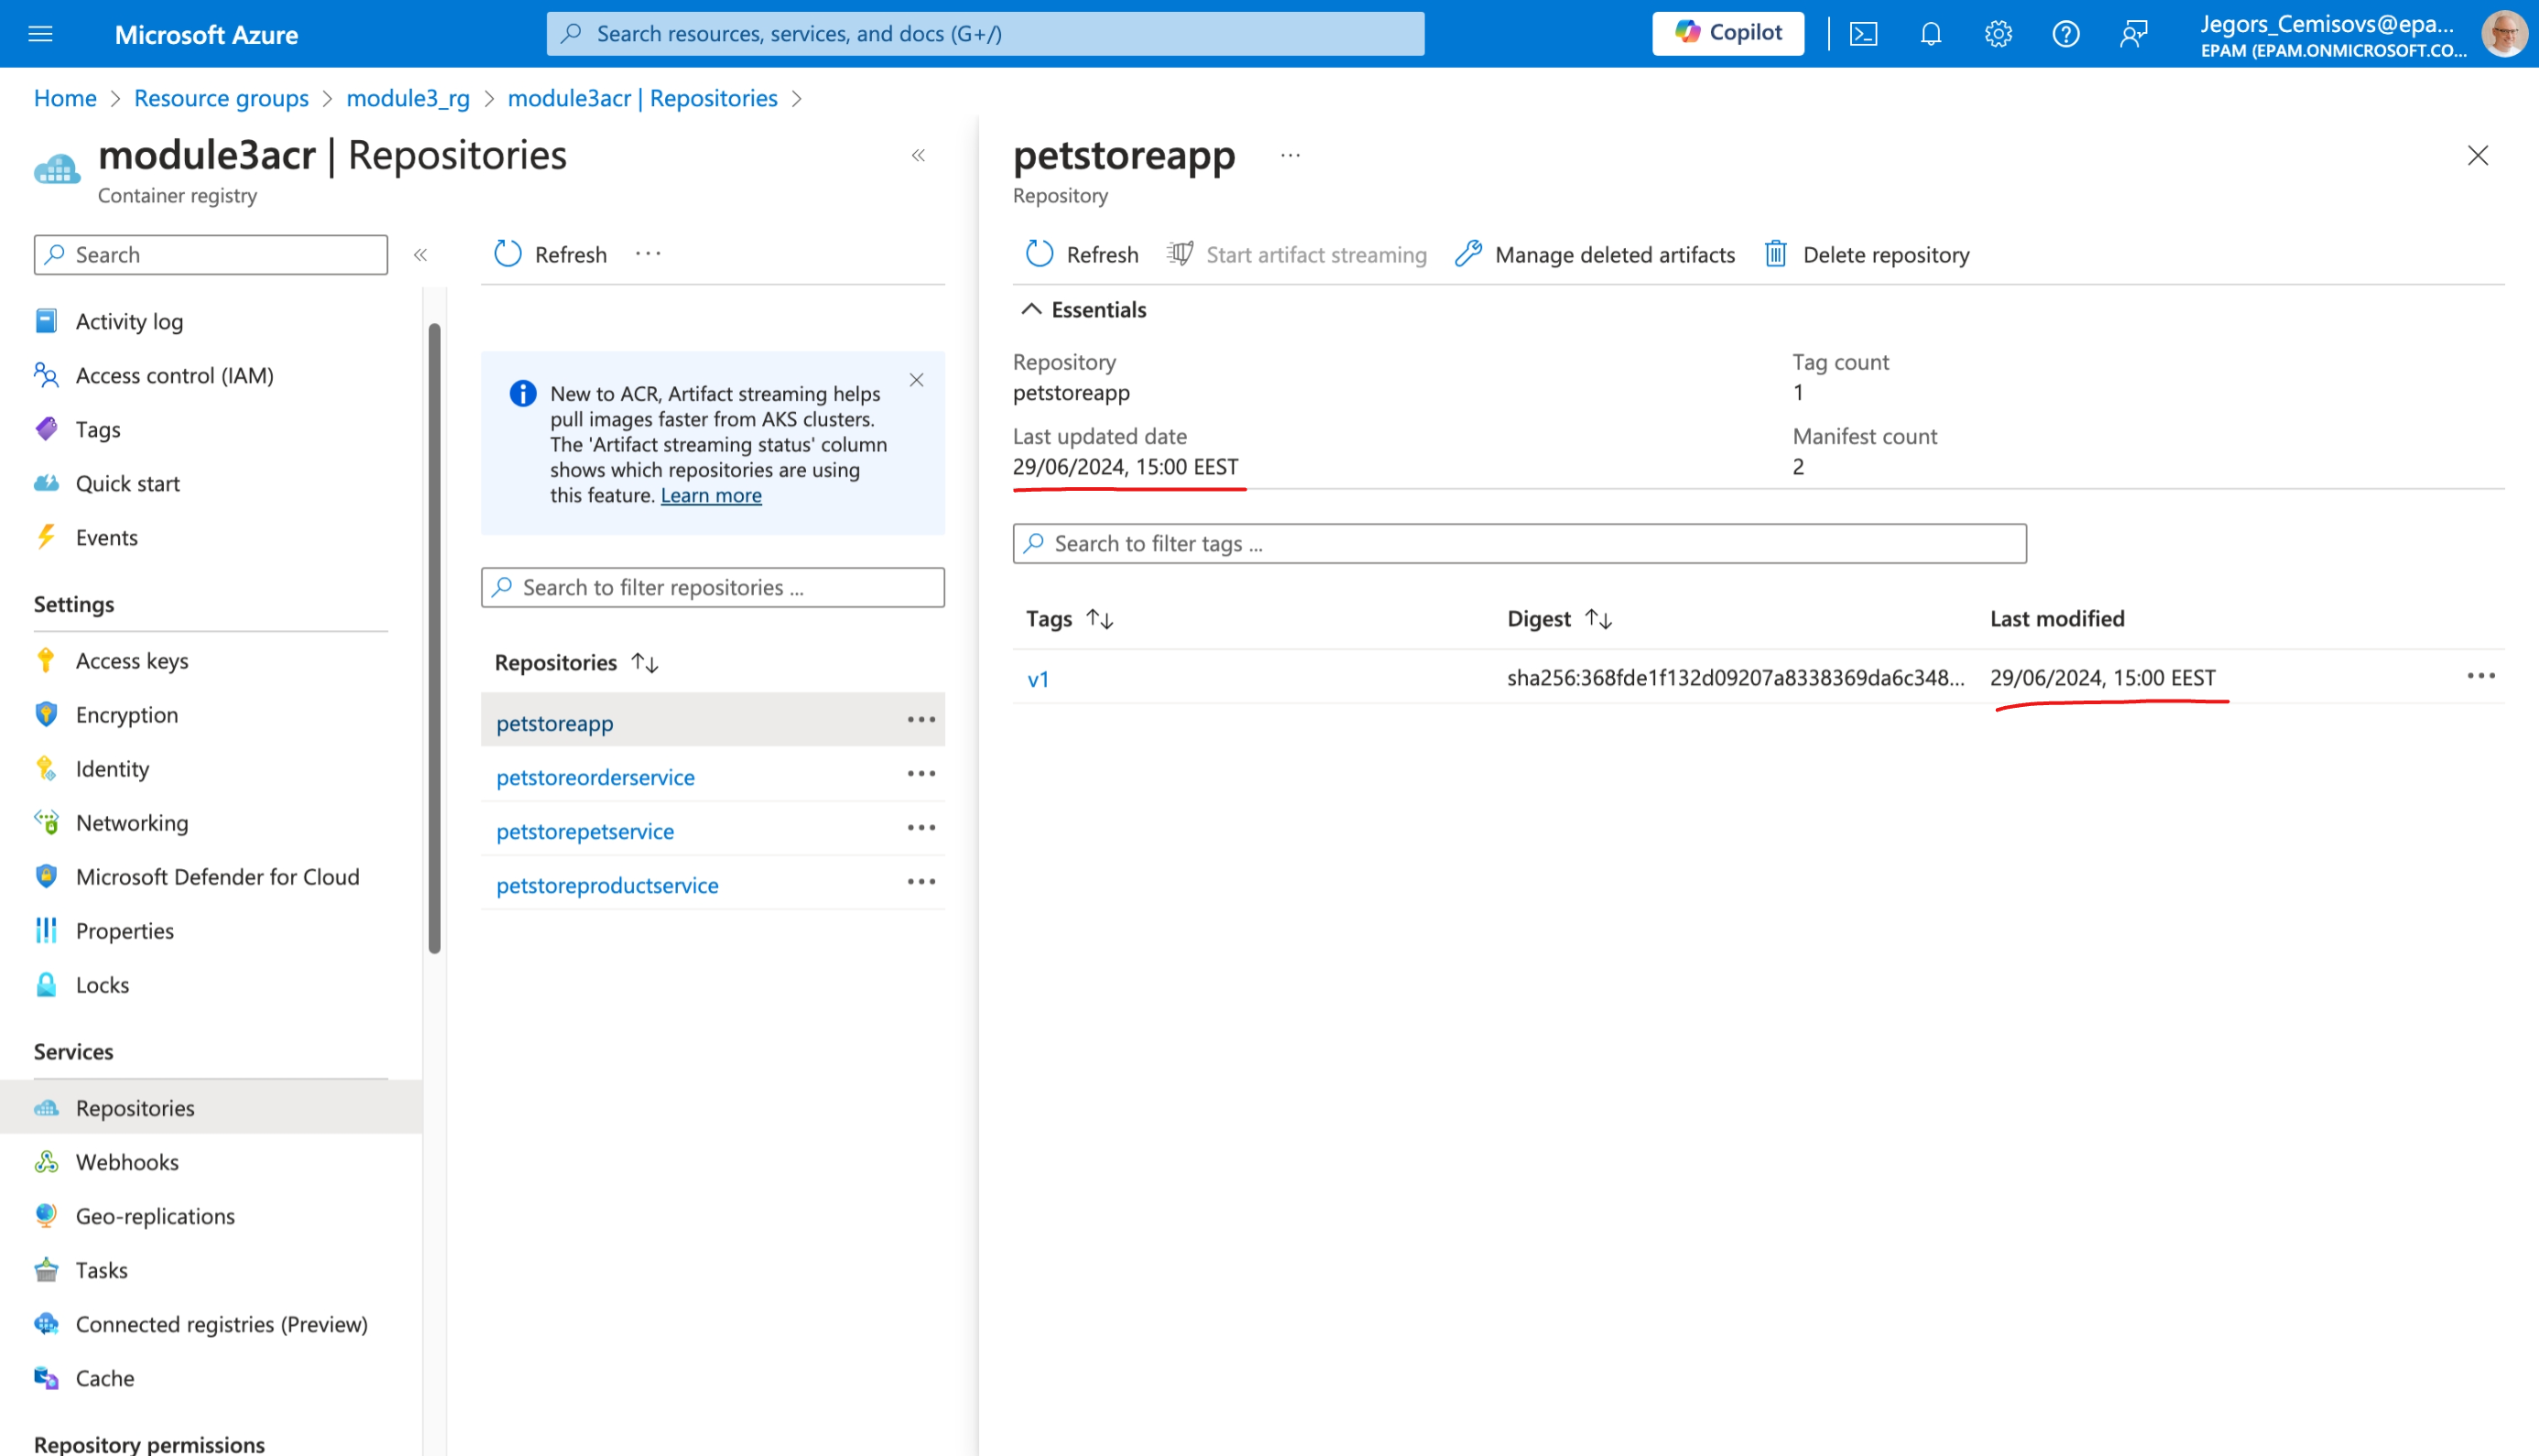 Microsoft Azure
Search resources, services, and docs (G+/)
Copilot
Jegors_Cemisovs@epa...
EPAM (EPAM.ONMICROSOFT.CO...
Home > Resource groups > module3_rg > module3acr | Repositories >
module3acr | Repositories
Container registry
Search
Activity log
Access control (IAM)
Tags
Quick start
Events
Settings
Access keys
Encryption
Identity
Networking
Microsoft Defender for Cloud
Properties
Locks
Services
Repositories
Webhooks
Geo-replications
Tasks
Connected registries (Preview)
Cache
Repository permissions
Refresh
New to ACR, Artifact streaming helps
pull images faster from AKS clusters.
The 'Artifact streaming status' column
shows which repositories are using
this feature. Learn more
Search to filter repositories ...
Repositories
petstoreapp
petstoreorderservice
petstorepetservice
petstoreproductservice
petstoreapp
Repository
Refresh Start artifact streaming Manage deleted artifacts Delete repository
Essentials
Repository
petstoreapp
Last updated date
29/06/2024, 15:00 EEST
Tag count
1
Manifest count
2
Search to filter tags ...
Tags Digest Last modified
v1 sha256:368fde1f132d09207a8338369da6c348... 29/06/2024, 15:00 EEST